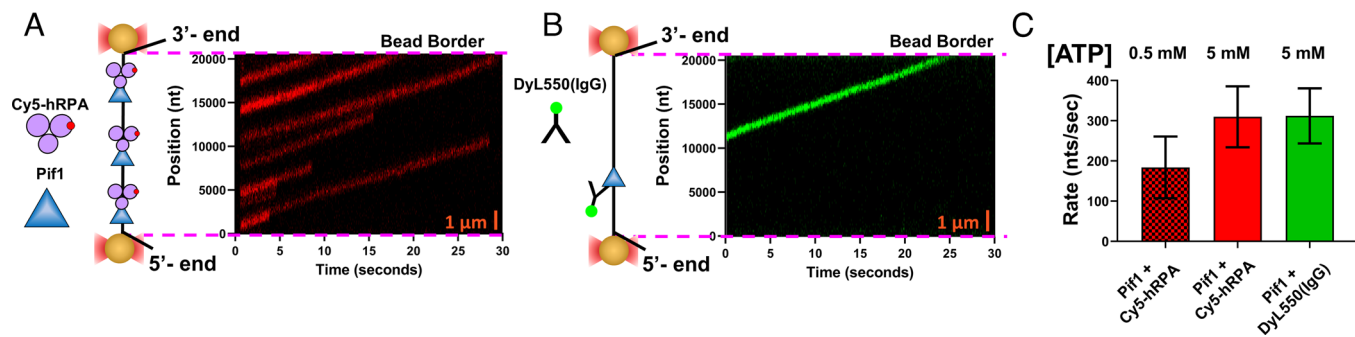 A
3'- end
Bead Border
Cy5-hRPA
Pif1
Position (nt)
20000
15000
10000
5000
0
1 μm
0 5 10 15 20 25 30
Time (seconds)
5'- end
B
3'- end
Bead Border
DyL550(IgG)
Position (nt)
20000
15000
10000
5000
0
1 μm
0 5 10 15 20 25 30
Time (seconds)
5'- end
C
[ATP] 0.5 mM 5 mM 5 mM
Rate (nts/sec)
400
300
200
100
0
Pif1 +
Cy5-hRPA
Pif1 +
Cy5-hRPA
Pif1 +
DyL550(IgG)